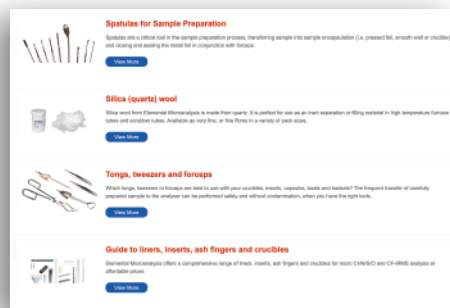 Spatulas for Sample Preparation
Spatulas are a critical tool in the sample preparation process; transferring sample into sample encapsulation (i.e. pressed foil, smooth wall or crucible)
and closing and sealing the metal foil in conjunction with forceps.
View More
Silica (quartz) wool
Silica wool from Elemental Microanalysis is made from quartz. It is perfect for use as an inert separation or filling material in high temperature furnace
tubes and scrubber tubes. Available as very fine, or fine fibres in a variety of pack sizes.
View More
Tongs, tweezers and forceps
Which tongs, tweezers or forceps are best to use with your crucibles, inserts, capsules, boats and baskets? The frequent transfer of carefully
prepared sample to the analyser can be performed safely and without contamination, when you have the right tools.
View More
Guide to liners, inserts, ash fingers and crucibles
Elemental Microanalysis offers a comprehensive range of liners, inserts, ash fingers and crucibles for micro CHN/S/O and CF-IRMS analysis at
affordable prices
View More